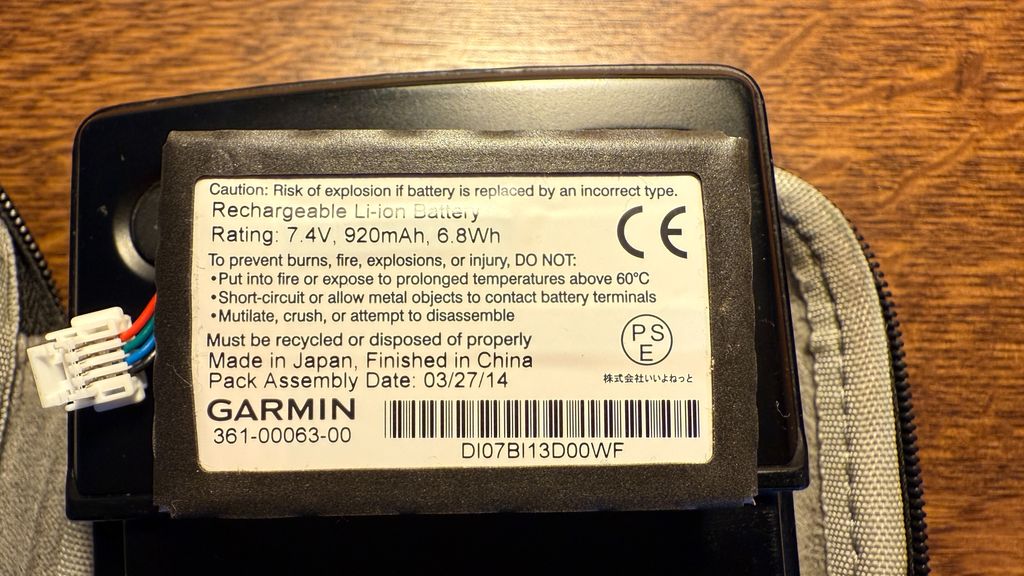 Caution: Risk of explosion if battery is replaced by an incorrect type.
Rechargeable Li-ion Battery
Rating: 7.4V, 920mAh, 6.8Wh
CE
To prevent burns, fire, explosions, or injury, DO NOT:
•Put into fire or expose to prolonged temperatures above 60°C
•Short-circuit or allow metal objects to contact battery terminals
•Mutilate, crush, or attempt to disassemble
Must be recycled or disposed of properly
Made in Japan, Finished in China
Pack Assembly Date: 03/27/14
PS
E
株式会社いいよねっと
GARMIN
361-00063-00
DI07BI13D00WF